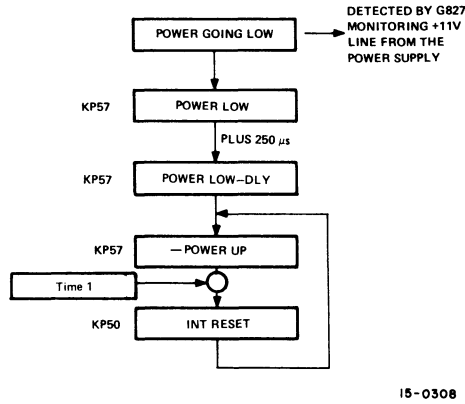 POWER GOING LOW
DETECTED BY G827
MONITORING +11V
LINE FROM THE
POWER SUPPLY
KP57
POWER LOW
PLUS 250 μs
KP57
POWER LOW–DLY
KP57
–POWER UP
Time 1
KP50
INT RESET
15-0308